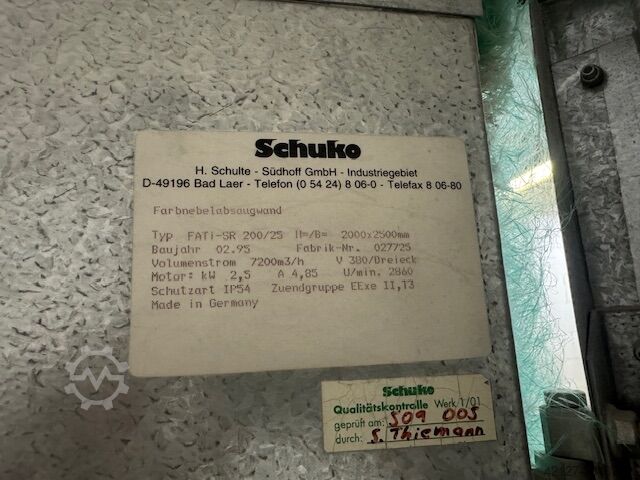 Schuko
H. Schulte - Südhoff GmbH - Industriegebiet
D-49196 Bad Laer - Telefon (0 54 24) 8 06-0 - Telefax 8 06-80
Farbnebelabsaugwand
Typ FATi-SR 200/25 H=/B= 2000x2500mm
Baujahr 02.95 Fabrik-Nr. 027725
Volumenstrom 7200m3/h V 380/Dreieck
Motor: kW 2,5 A 4,85 U/min. 2860
Schutzart IP54 Zuendgruppe EExe II,T3
Made in Germany
Schuko
Qualitätskontrolle Werk 1/01
geprüft am: 509 005
durch: S. Thiemann